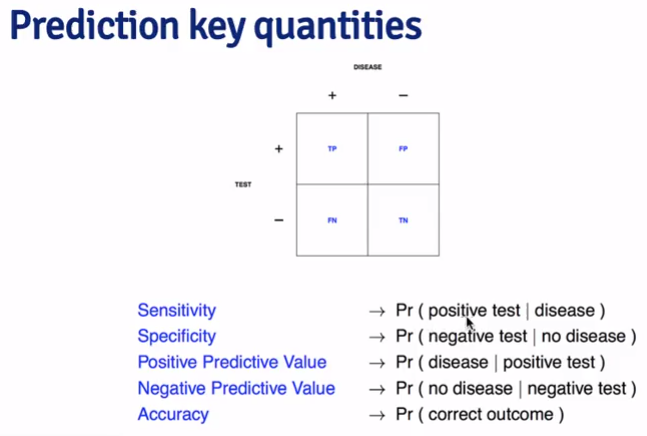 Prediction key quantities
DISEASE
+ −
+ TP FP
TEST
− FN TN
Sensitivity → Pr ( positive test | disease )
Specificity → Pr ( negative test | no disease )
Positive Predictive Value → Pr ( disease | positive test )
Negative Predictive Value → Pr ( no disease | negative test )
Accuracy → Pr ( correct outcome )